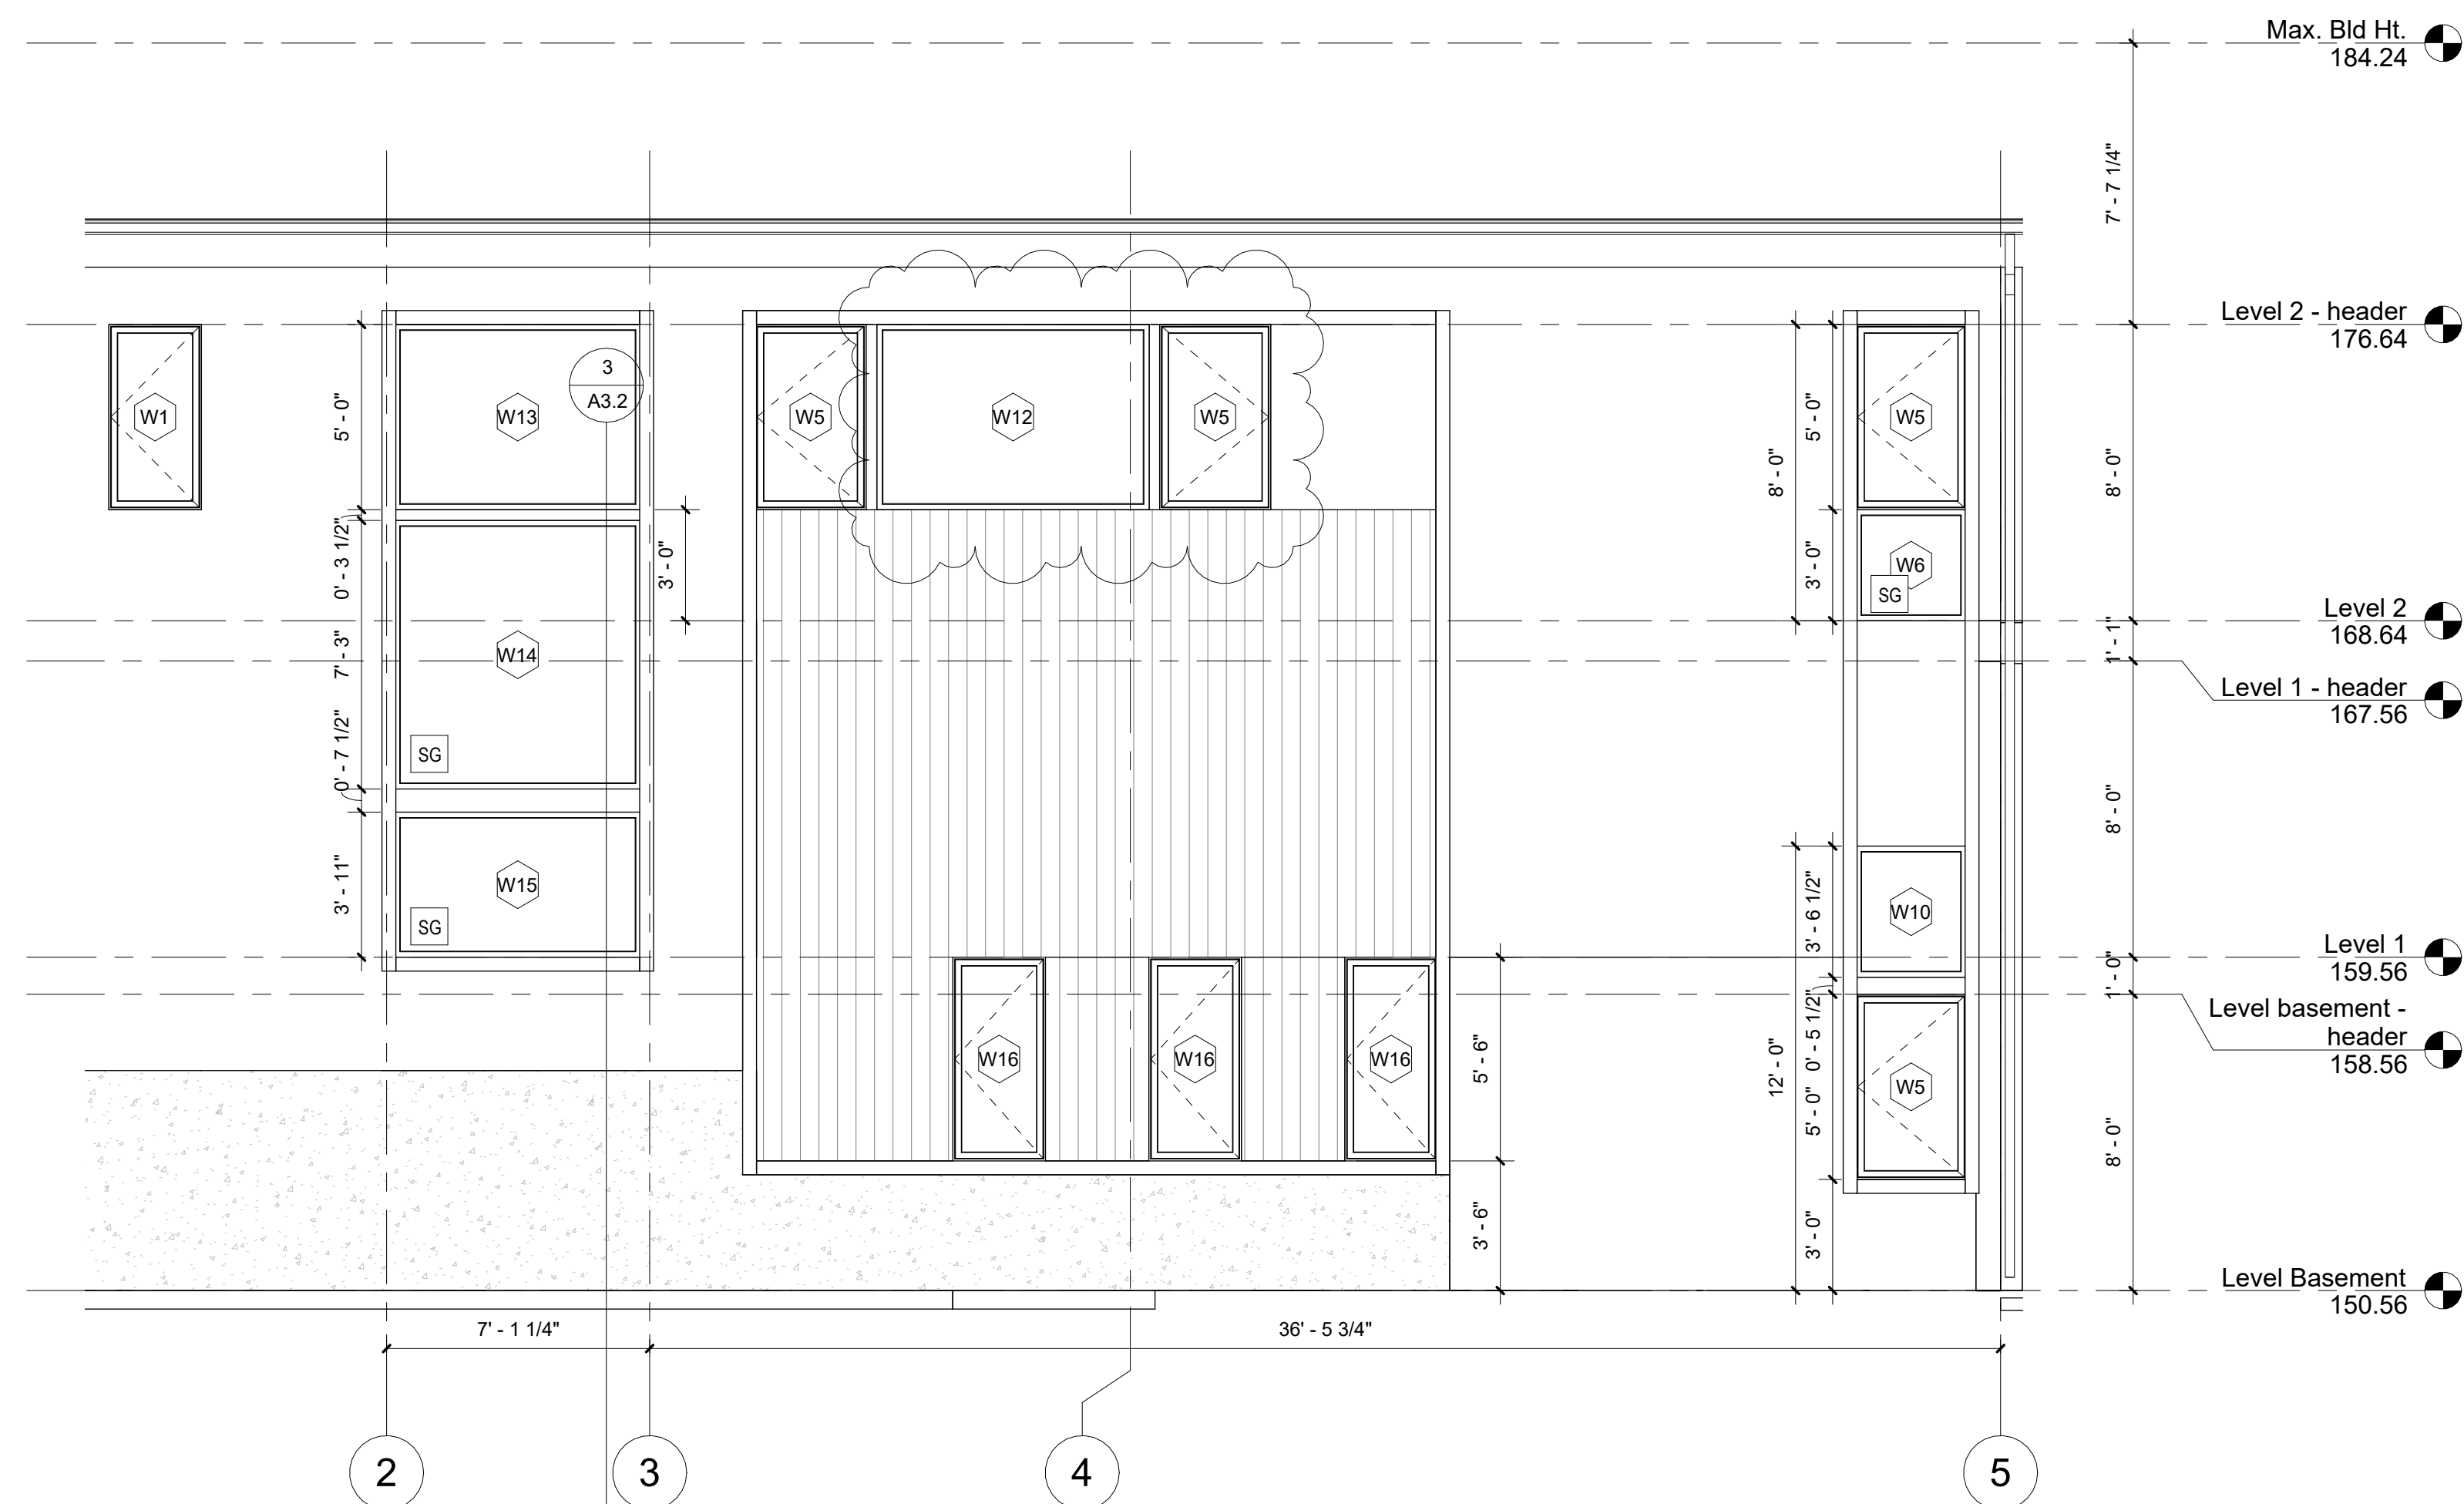 Max. Bld Ht.
184.24
7' - 7 1/4"
Level 2 - header
176.64
3
A3.2
W1
W13
W5
W12
W5
W5
5' - 0"
5' - 0"
8' - 0"
8' - 0"
0' - 3 1/2"
3' - 0"
3' - 0"
W6
SG
Level 2
168.64
1' - 1"
7' - 3"
W14
Level 1 - header
167.56
0' - 7 1/2"
SG
8' - 0"
3' - 11"
W15
SG
3' - 6 1/2"
W10
Level 1
159.56
1' - 0"
Level basement -
header
158.56
0' - 5 1/2"
W16
W16
W16
5' - 6"
12' - 0"
5' - 0"
W5
8' - 0"
3' - 6"
3' - 0"
Level Basement
150.56
7' - 1 1/4"
36' - 5 3/4"
2
3
4
5